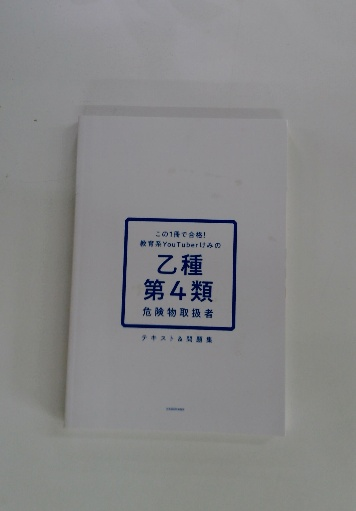 この1冊で合格!
教育系YouTuberけみの
乙種
第4類
危険物取扱者
テキスト&問題集
KADOKAWA